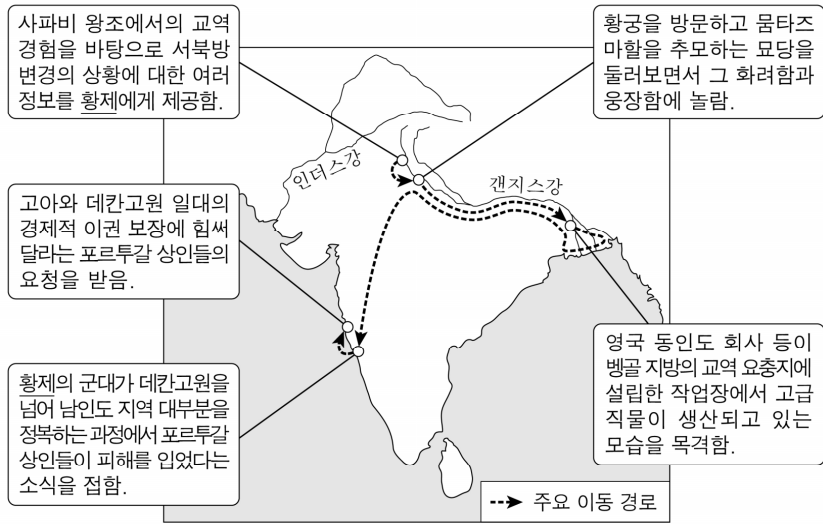 사파비 왕조에서의 교역
경험을 바탕으로 서북방
변경의 상황에 대한 여러
정보를 황제에게 제공함.
황궁을 방문하고 뭄타즈
마할을 추모하는 묘당을
둘러보면서 그 화려함과
웅장함에 놀람.
인더스강
갠지스강
고아와 데칸고원 일대의
경제적 이권 보장에 힘써
달라는 포르투갈 상인들의
요청을 받음.
황제의 군대가 데칸고원을
넘어 남인도 지역 대부분을
정복하는 과정에서 포르투갈
상인들이 피해를 입었다는
소식을 접함.
영국 동인도 회사 등이
벵골 지방의 교역 요충지에
설립한 작업장에서 고급
직물이 생산되고 있는
모습을 목격함.
주요 이동 경로